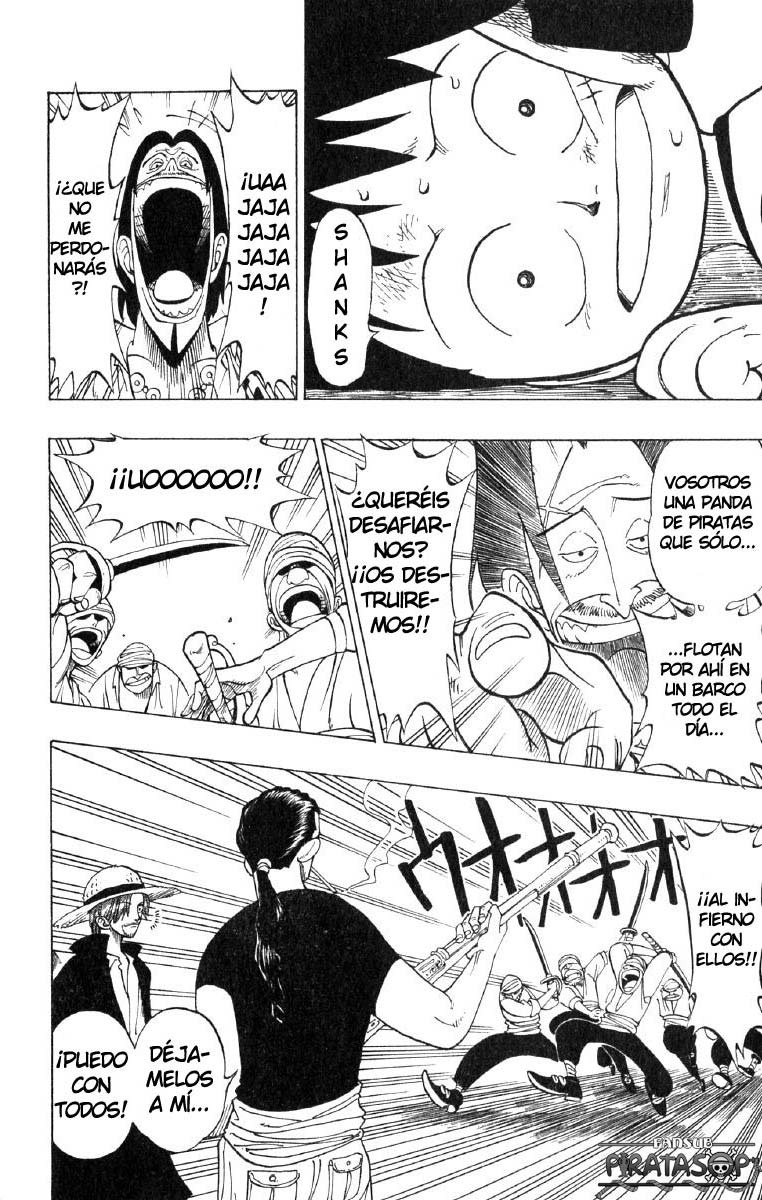 S
H
A
N
K
S
¡UAA
JAJA
JAJA
JAJA
JAJA
!
¡¿QUE
NO
ME
PERDO-
NARÁS
?!
VOSOTROS
UNA PANDA
DE PIRATAS
QUE SÓLO...
...FLOTAN
POR AHÍ EN
UN BARCO
TODO EL
DÍA...
¿QUERÉIS
DESAFIAR-
NOS?
¡¡OS DES-
TRUIRE-
MOS!!
¡¡UOOOOOO!!
¡¡AL IN-
FIERNO
CON
ELLOS!!
ウオオオオ
DÉJA-
MELOS
A MÍ...
¡PUEDO
CON
TODOS!
FANSUB
PIRATASOP